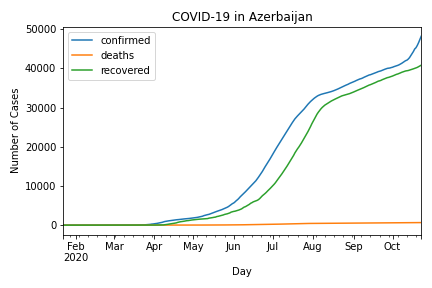 COVID-19 in Azerbaijan
50000
40000
30000
20000
10000
0
Number of Cases
confirmed
deaths
recovered
Feb Mar Apr May Jun Jul Aug Sep Oct
2020
Day